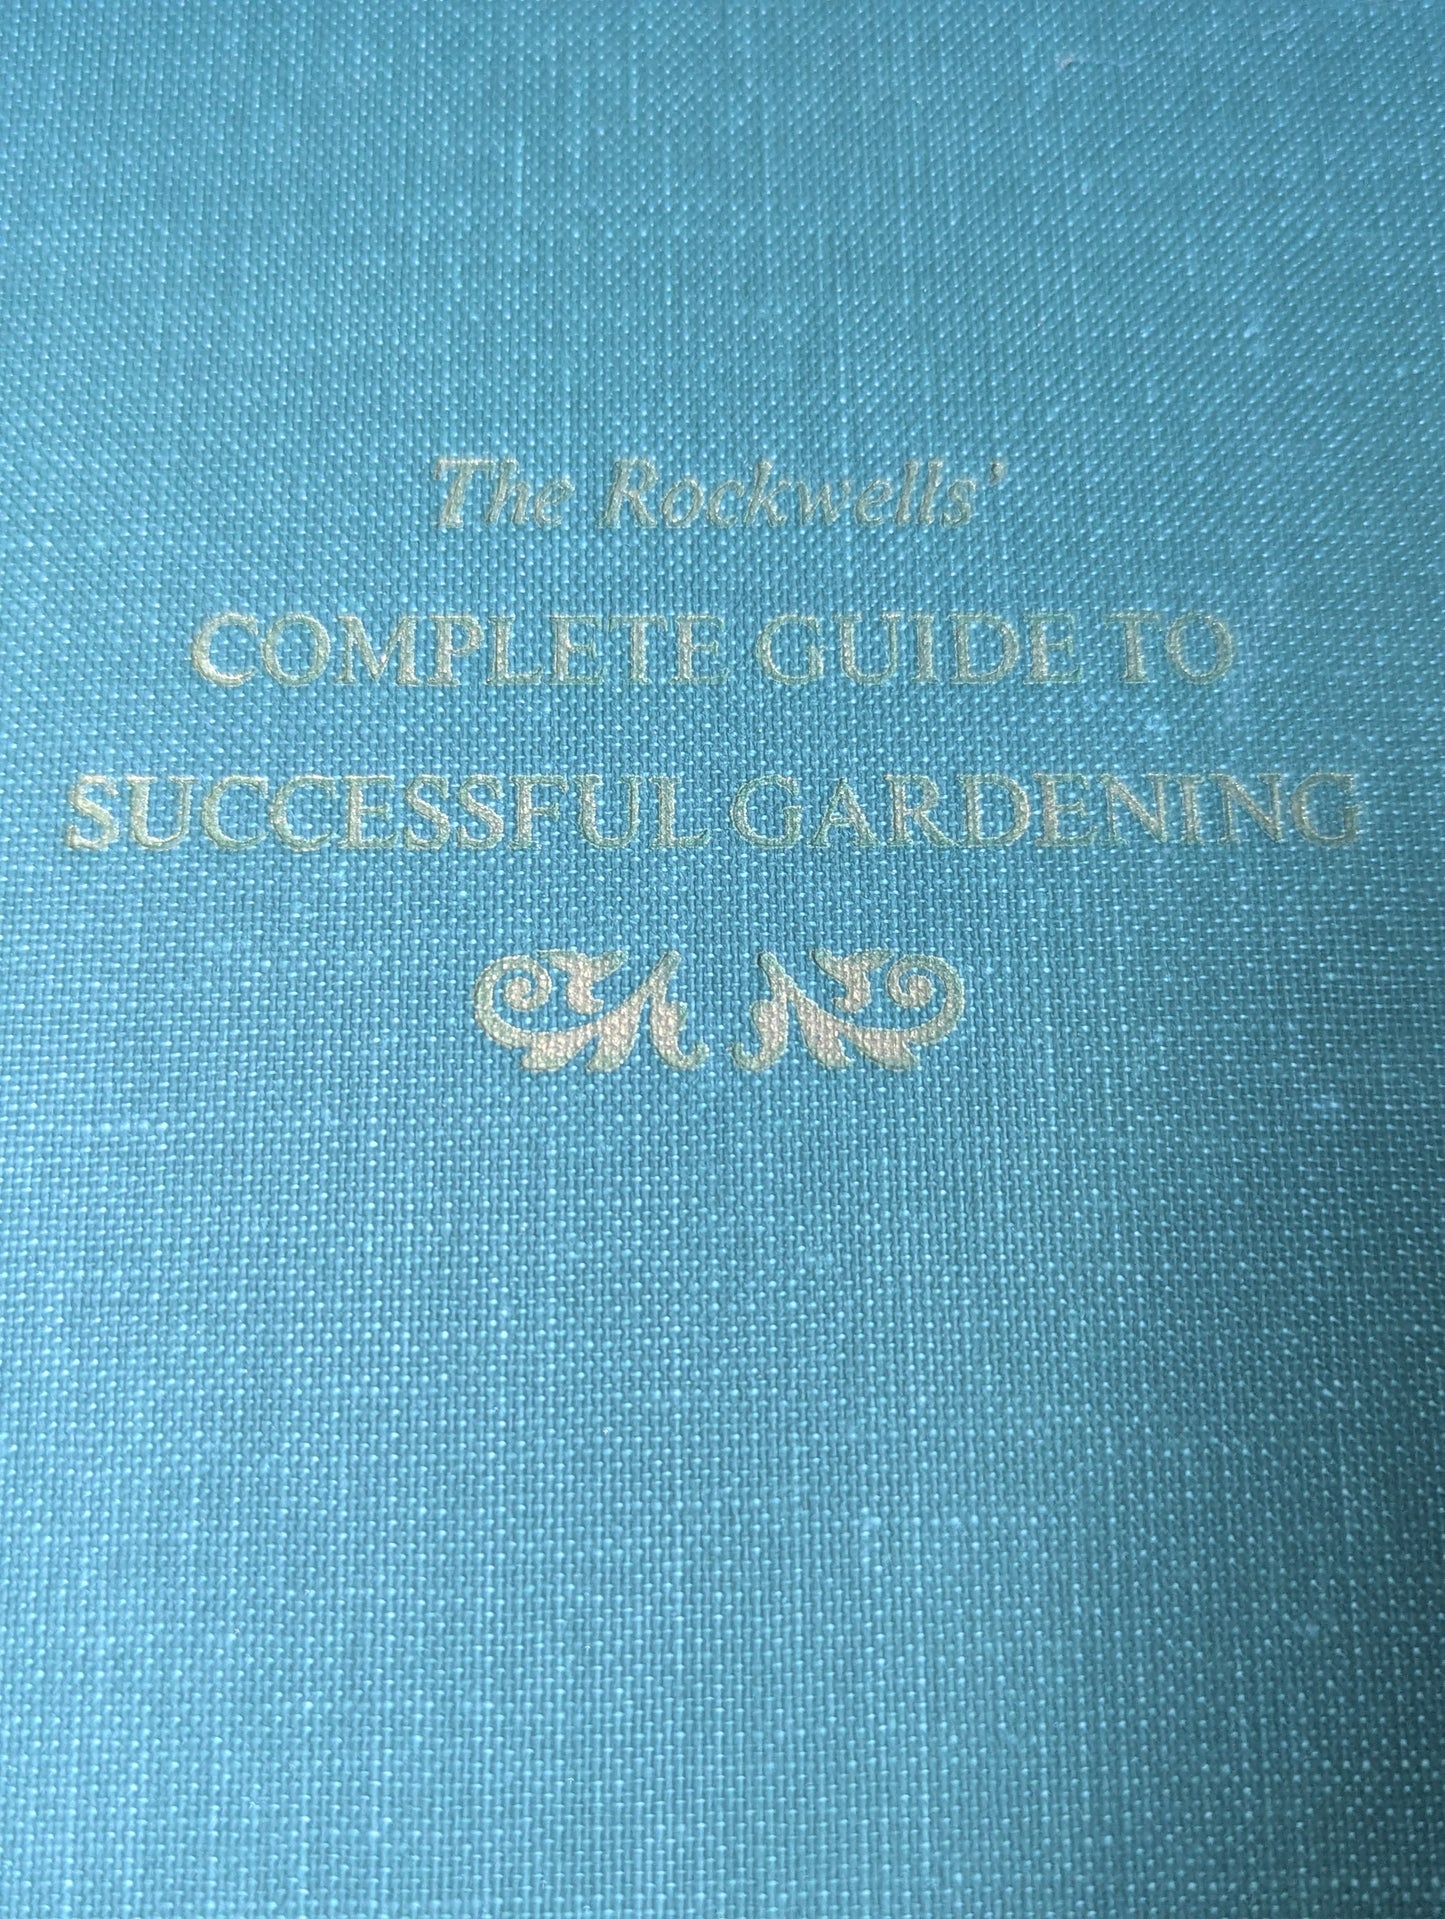 The Rockwells'
COMPLETE GUIDE TO
SUCCESSFUL GARDENING